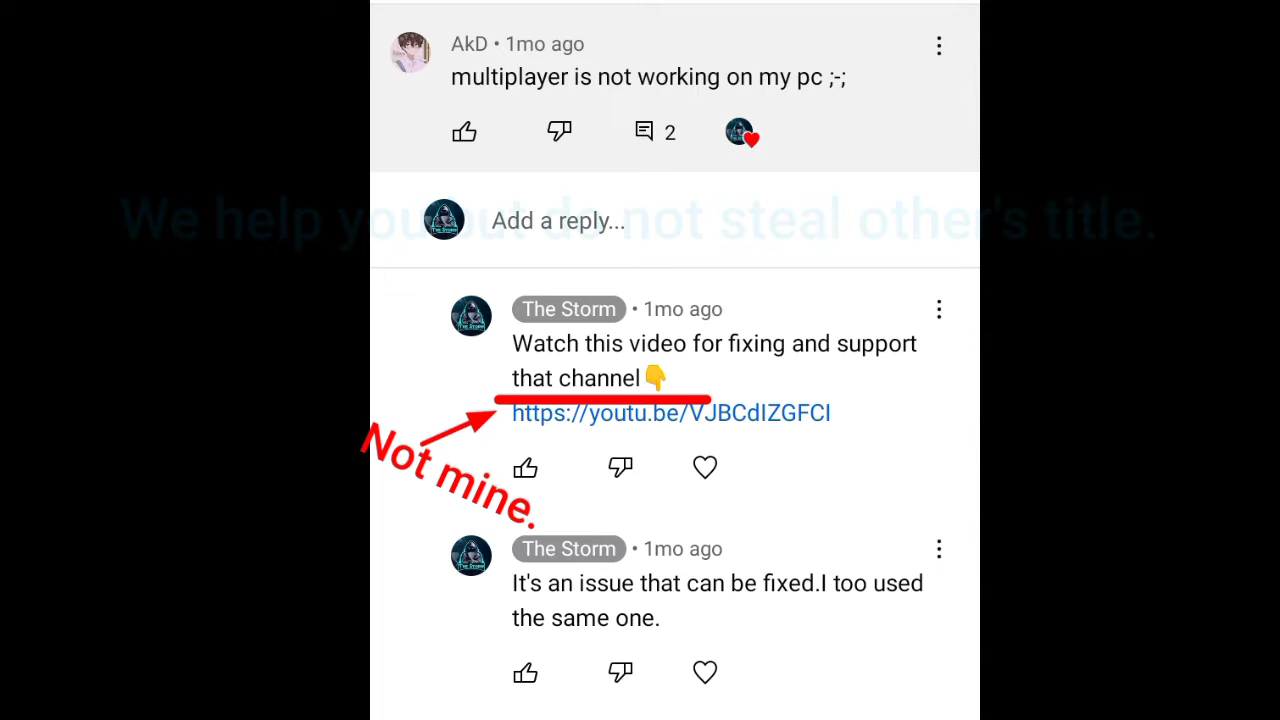 AkD • 1mo ago
multiplayer is not working on my pc ;-;
2
We help you but do not steal other's title.
Add a reply...
The Storm • 1mo ago
Watch this video for fixing and support
that channel👇
https://youtu.be/VJBCdIZGFCI
Not mine.
The Storm • 1mo ago
It's an issue that can be fixed.I too used
the same one.